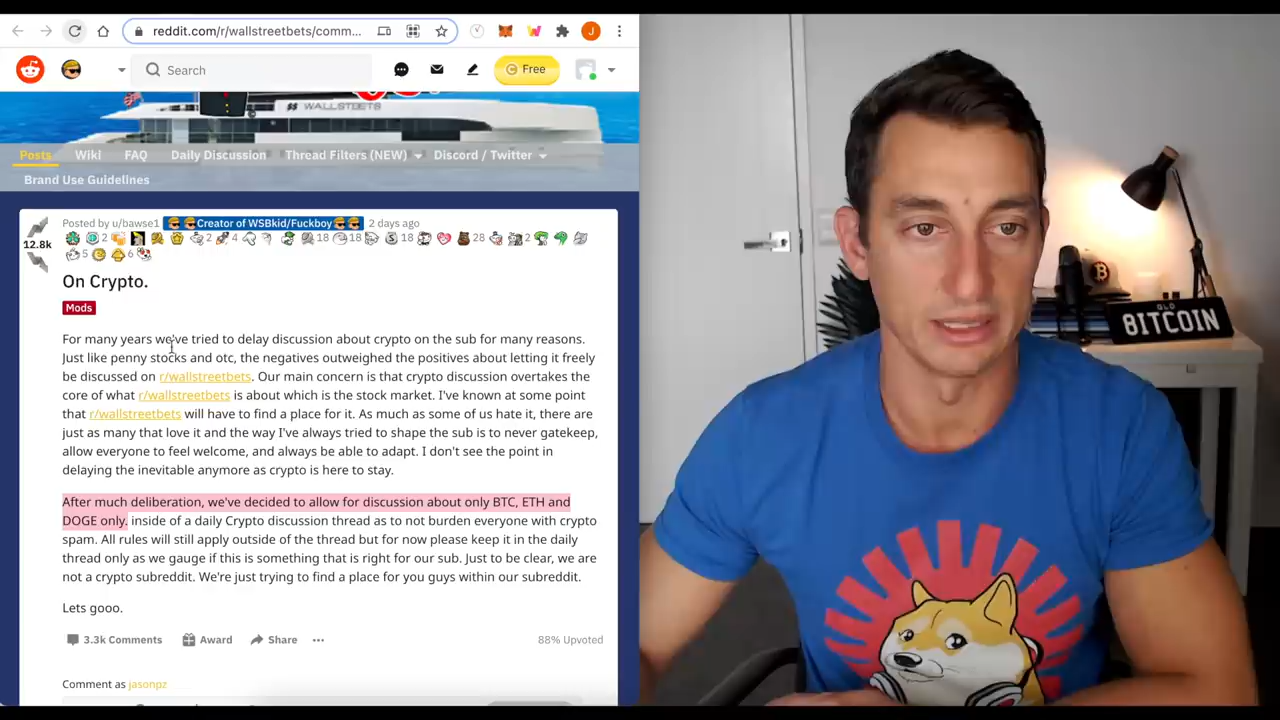 reddit.com/r/wallstreetbets/comm...
J
Search
Free
WALLSTREETBETS
Posts
Wiki
FAQ
Daily Discussion
Thread Filters (NEW)
Discord / Twitter
Brand Use Guidelines
Posted by u/bawse1 Creator of WSBkid/Fuckboy 2 days ago
12.8k
2 4 2 18 18 18 28 2
5 6
On Crypto.
Mods
For many years we've tried to delay discussion about crypto on the sub for many reasons.
Just like penny stocks and otc, the negatives outweighed the positives about letting it freely
be discussed on r/wallstreetbets. Our main concern is that crypto discussion overtakes the
core of what r/wallstreetbets is about which is the stock market. I've known at some point
that r/wallstreetbets will have to find a place for it. As much as some of us hate it, there are
just as many that love it and the way I've always tried to shape the sub is to never gatekeep,
allow everyone to feel welcome, and always be able to adapt. I don't see the point in
delaying the inevitable anymore as crypto is here to stay.
After much deliberation, we've decided to allow for discussion about only BTC, ETH and
DOGE only. inside of a daily Crypto discussion thread as to not burden everyone with crypto
spam. All rules will still apply outside of the thread but for now please keep it in the daily
thread only as we gauge if this is something that is right for our sub. Just to be clear, we are
not a crypto subreddit. We're just trying to find a place for you guys within our subreddit.
Lets gooo.
3.3k Comments
Award
Share
88% Upvoted
Comment as jasonpz
QLD
BITCOIN